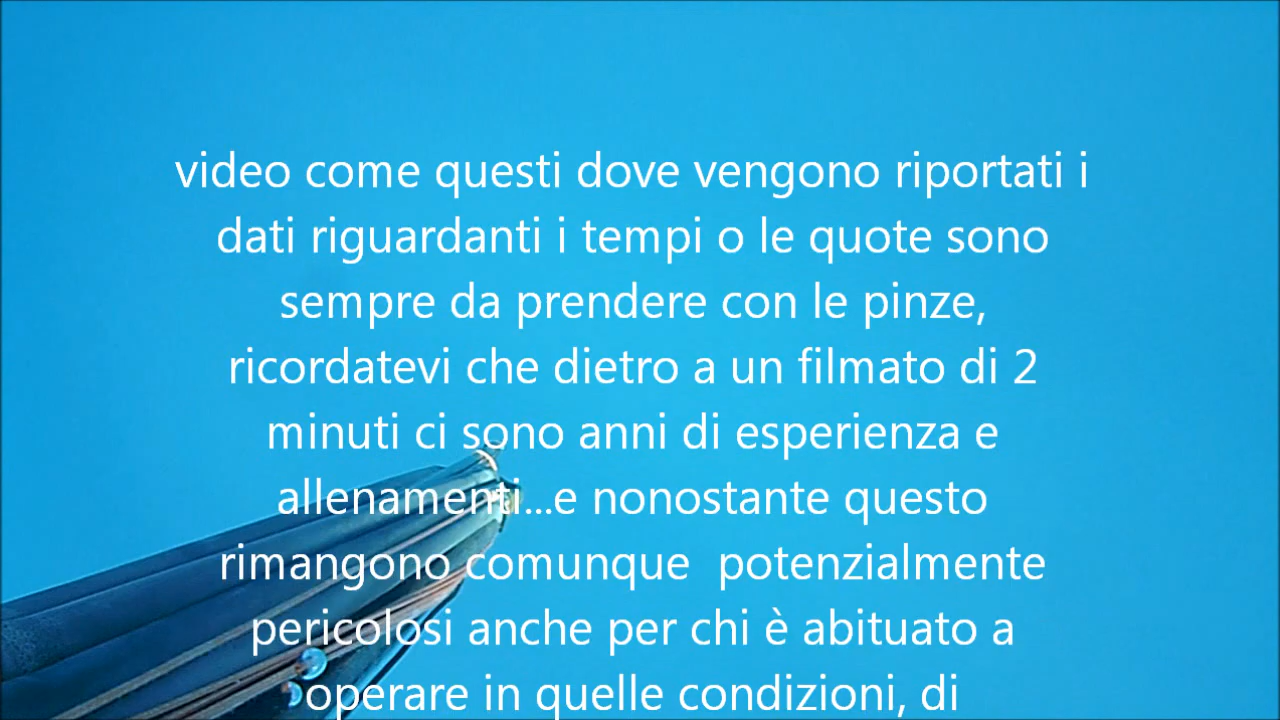 video come questi dove vengono riportati i
dati riguardanti i tempi o le quote sono
sempre da prendere con le pinze,
ricordatevi che dietro a un filmato di 2
minuti ci sono anni di esperienza e
allenamenti...e nonostante questo
rimangono comunque  potenzialmente
pericolosi anche per chi è abituato a
operare in quelle condizioni, di